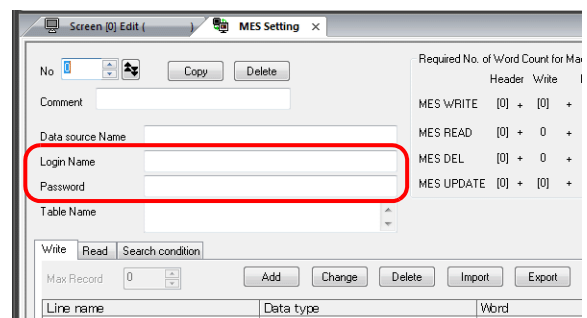 Screen [0] Edit ( )
MES Setting ×
No 0 Copy Delete
Comment
Data source Name
Login Name
Password
Table Name
Required No. of Word Count for Mac
Header Write
MES WRITE [0] + [0] +
MES READ [0] + 0 +
MES DEL [0] + 0 +
MES UPDATE [0] + [0] +
Write Read Search condition
Max Record 0 Add Change Delete Import Export
Line name Data type Word